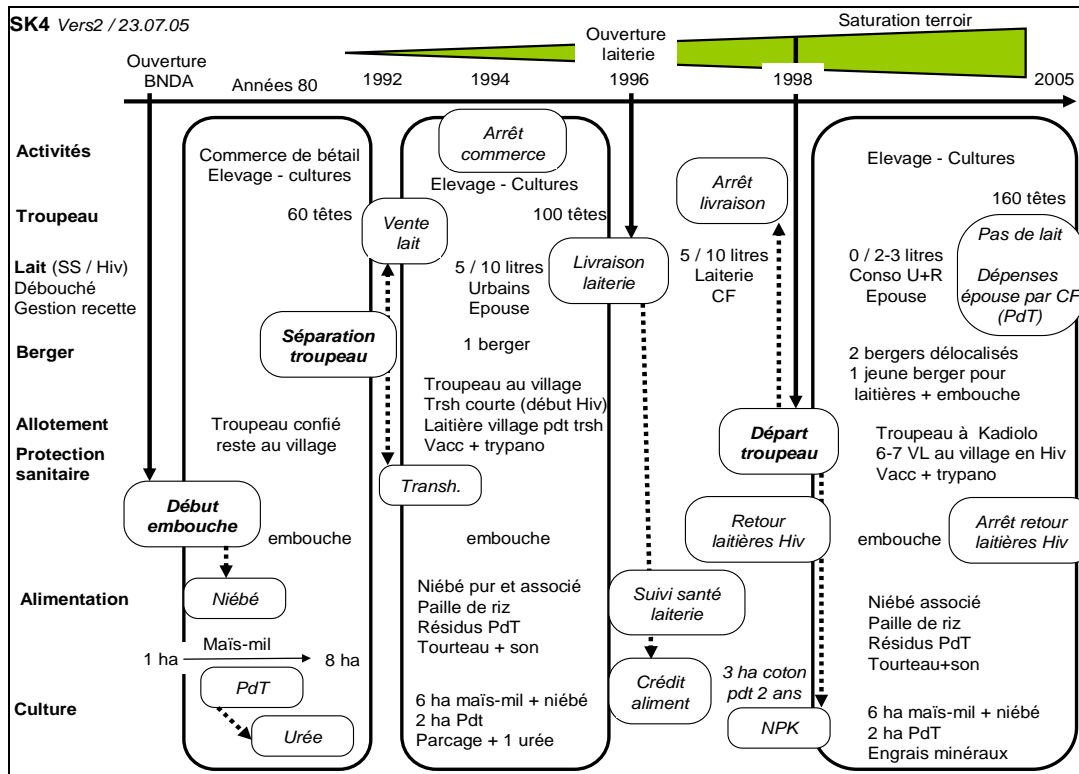 SK4 Vers2 / 23.07.05
Saturation terroir
Ouverture
laiterie
Ouverture
BNDA
Années 80
1992
1994
1996
1998
2005
Activités
Troupeau
Lait (SS / Hiv)
Débouché
Gestion recette
Berger
Allotement
Protection
sanitaire
Alimentation
Culture
Commerce de bétail
Elevage - cultures
60 têtes
Séparation
troupeau
Troupeau confié
reste au village
Début
embouche
embouche
Niébé
Maïs-mil
1 ha
8 ha
PdT
Urée
Vente
lait
Transh.
Arrêt
commerce
Elevage - Cultures
100 têtes
5 / 10 litres
Urbains
Epouse
1 berger
Troupeau au village
Trsh courte (début Hiv)
Laitière village pdt trsh
Vacc + trypano
embouche
Niébé pur et associé
Paille de riz
Résidus PdT
Tourteau + son
6 ha maïs-mil + niébé
2 ha Pdt
Parcage + 1 urée
Livraison
laiterie
Suivi santé
laiterie
Crédit
aliment
Arrêt
livraison
5 / 10 litres
Laiterie
CF
Départ
troupeau
Retour
laitières Hiv
3 ha coton
pdt 2 ans
NPK
Elevage - Cultures
160 têtes
0 / 2-3 litres
Conso U+R
Epouse
Pas de lait
Dépenses
épouse par CF
(PdT)
2 bergers délocalisés
1 jeune berger pour
laitières + embouche
Troupeau à Kadiolo
6-7 VL au village en Hiv
Vacc + trypano
embouche
Arrêt retour
laitières Hiv
Niébé associé
Paille de riz
Résidus PdT
Tourteau+son
6 ha maïs-mil + niébé
2 ha PdT
Engrais minéraux